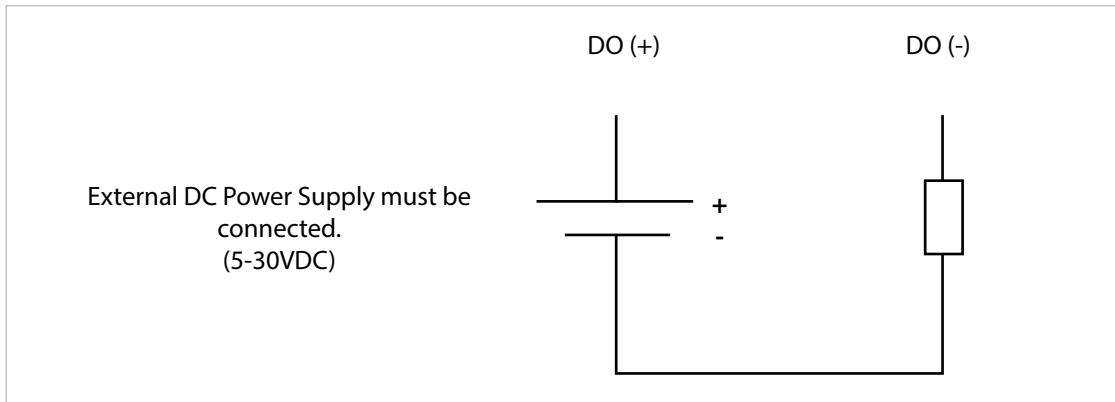 DO (+)
DO (-)
External DC Power Supply must be
connected.
(5-30VDC)
+
-